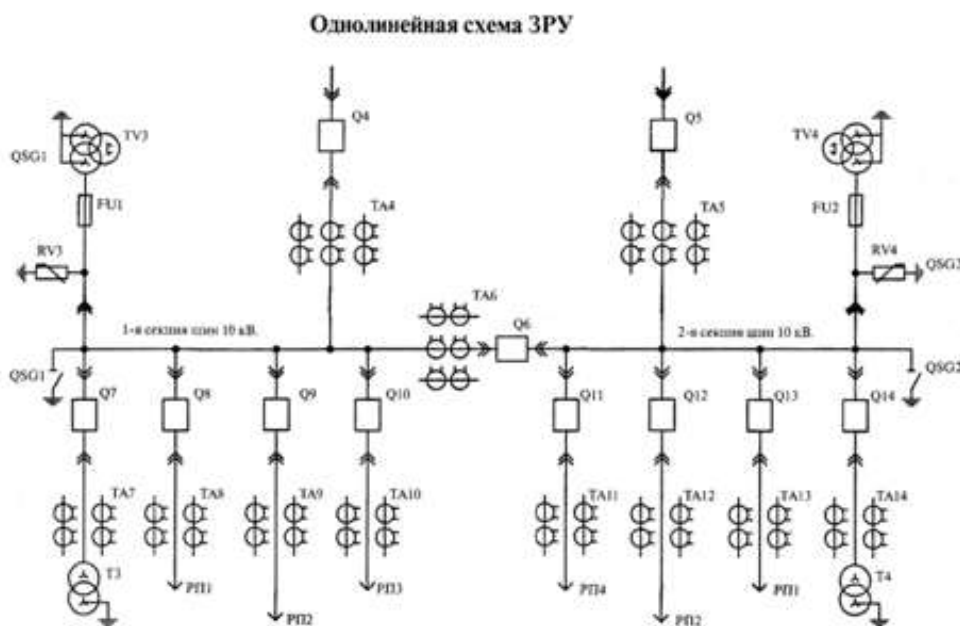 Однолинейная схема ЗРУ
Q4
Q5
TV3
TV4
QSG1
FU1
TA4
TA5
FU2
RV3
RV4
QSG3
TA6
1-я секция шин 10 кВ.
Q6
2-я секция шин 10 кВ.
QSG1
QSG2
Q7
Q8
Q9
Q10
Q11
Q12
Q13
Q14
TA7
TA8
TA9
TA10
TA11
TA12
TA13
TA14
T3
РП1
РП3
РП4
РП1
T4
РП2
РП2